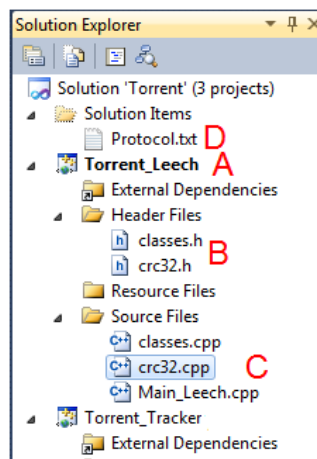 Solution Explorer
Solution 'Torrent' (3 projects)
Solution Items
Protocol.txt D
Torrent_Leech A
External Dependencies
Header Files
h classes.h
B
h crc32.h
Resource Files
Source Files
C++ classes.cpp
C++ crc32.cpp C
C++ Main_Leech.cpp
Torrent_Tracker
External Dependencies